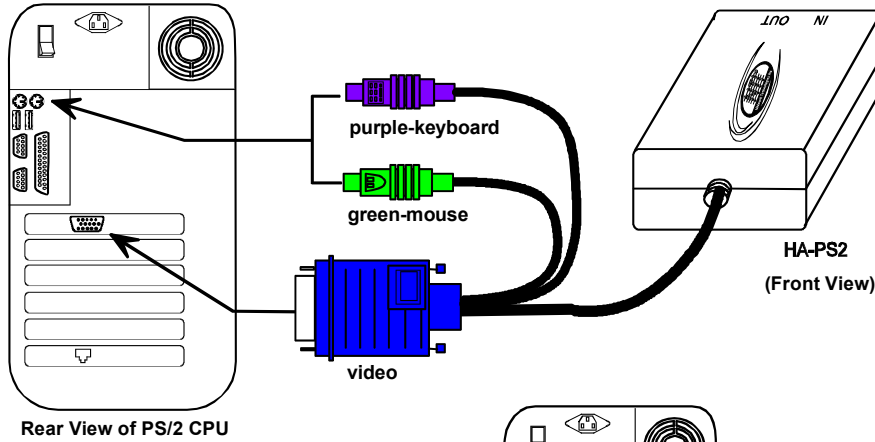 OUT IN
purple-keyboard
green-mouse
video
HA-PS2
(Front View)
Rear View of PS/2 CPU